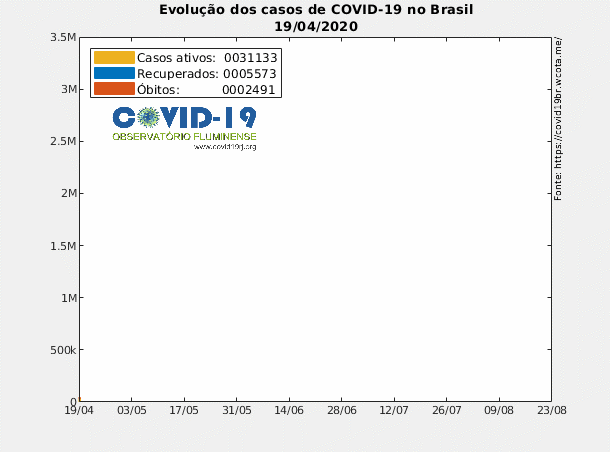 Evolução dos casos de COVID-19 no Brasil
19/04/2020
Casos ativos: 0031133
Recuperados: 0005573
Óbitos: 0002491
COVID-19
OBSERVATÓRIO FLUMINENSE
www.covid19rj.org
Fonte: https://covid19br.wcota.me/
3.5M
3M
2.5M
2M
1.5M
1M
500k
0
19/04 03/05 17/05 31/05 14/06 28/06 12/07 26/07 09/08 23/08